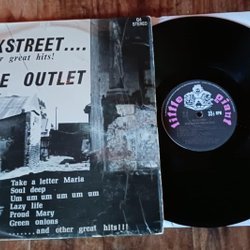 KSTREET....
r great hits!
E OUTLET
STEREO
Take a letter Maria
Soul deep
Um um um um um um
Lazy life
Proud Mary
Green onions
......and other great hits!!!
little giant